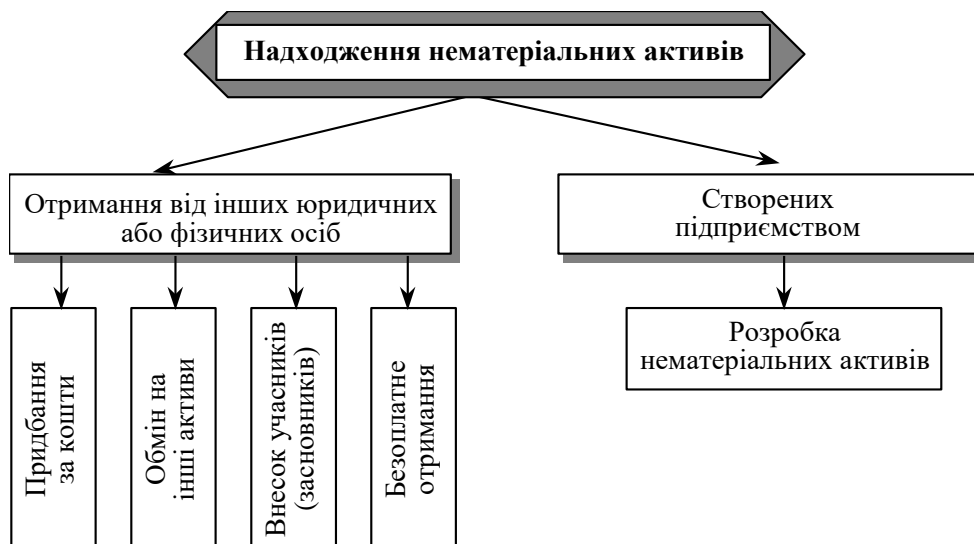 Надходження нематеріальних активів
Отримання від інших юридичних
або фізичних осіб
Створених
підприємством
Придбання
за кошти
Обмін на
інші активи
Внесок учасників
(засновників)
Безоплатне
отримання
Розробка
нематеріальних активів